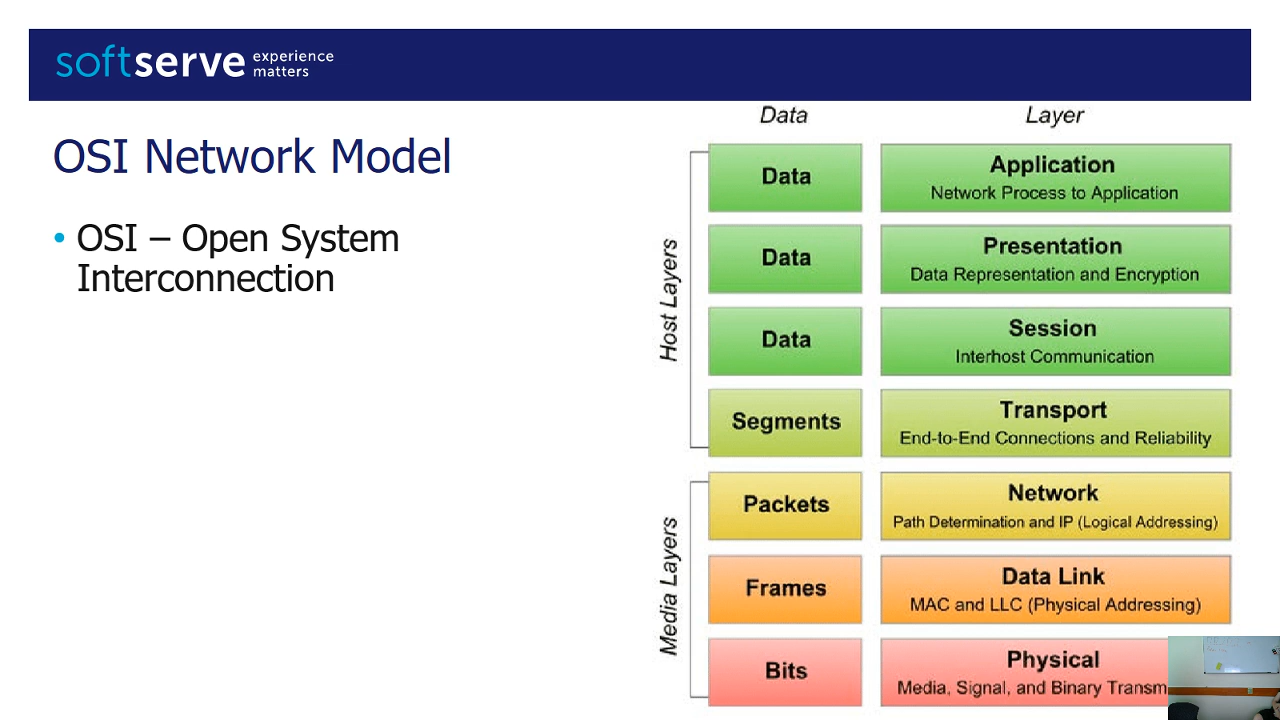 softserve experience matters
OSI Network Model
• OSI – Open System
Interconnection
Data Layer
Host Layers
Data Application
Network Process to Application
Data Presentation
Data Representation and Encryption
Data Session
Interhost Communication
Segments Transport
End-to-End Connections and Reliability
Media Layers
Packets Network
Path Determination and IP (Logical Addressing)
Frames Data Link
MAC and LLC (Physical Addressing)
Bits Physical
Media, Signal, and Binary Transm